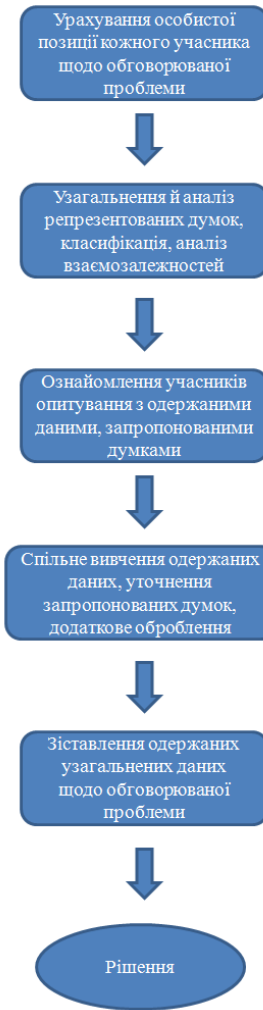 Урахування особистої
позиції кожного учасника
щодо обговорюваної
проблеми
Узагальнення й аналіз
репрезентованих думок,
класифікація, аналіз
взаємозалежностей
Ознайомлення учасників
опитування з одержаними
даними, запропонованими
думками
Спільне вивчення одержаних
даних, уточнення
запропонованих думок,
додаткове оброблення
Зіставлення одержаних
узагальнених даних
щодо обговорюваної
проблеми
Рішення